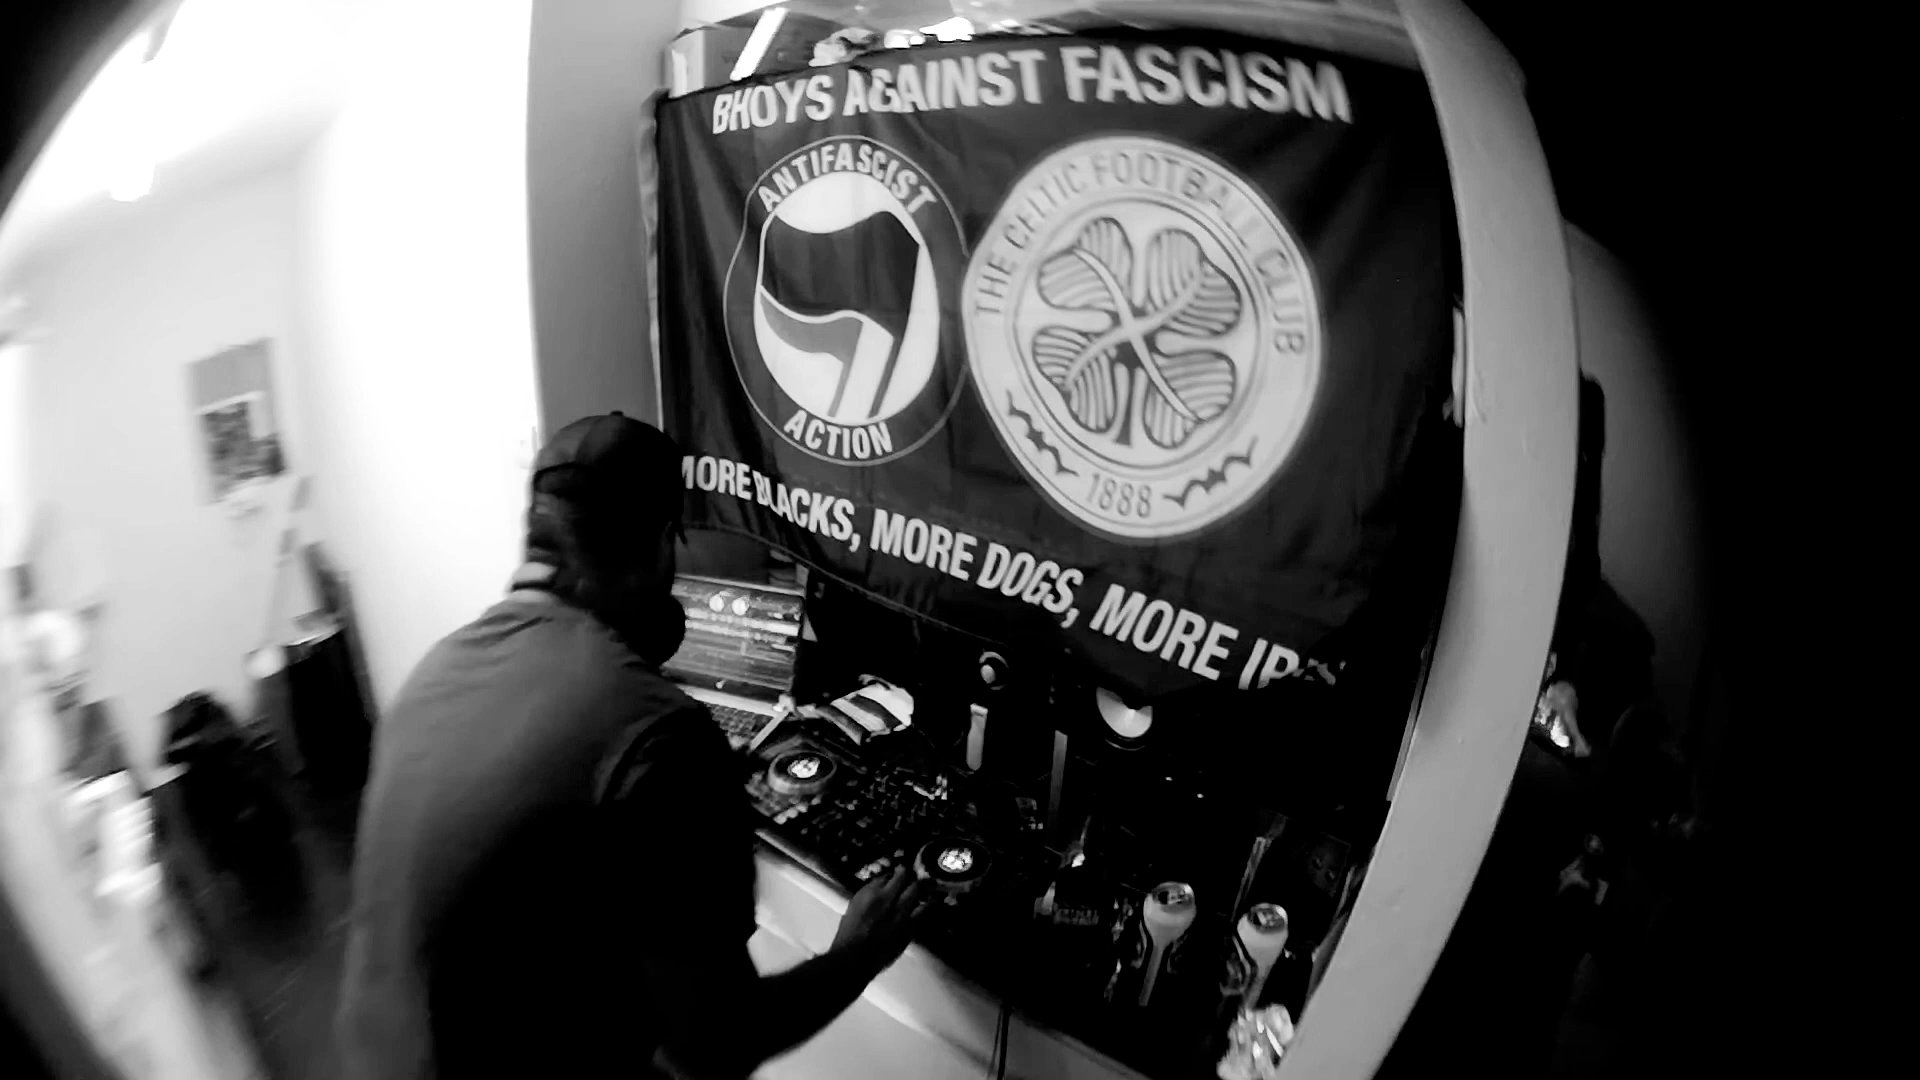 BHOYS AGAINST FASCISM
ANTIFASCIST
ACTION
THE CELTIC FOOTBALL CLUB
1888
MORE BLACKS, MORE DOGS, MORE